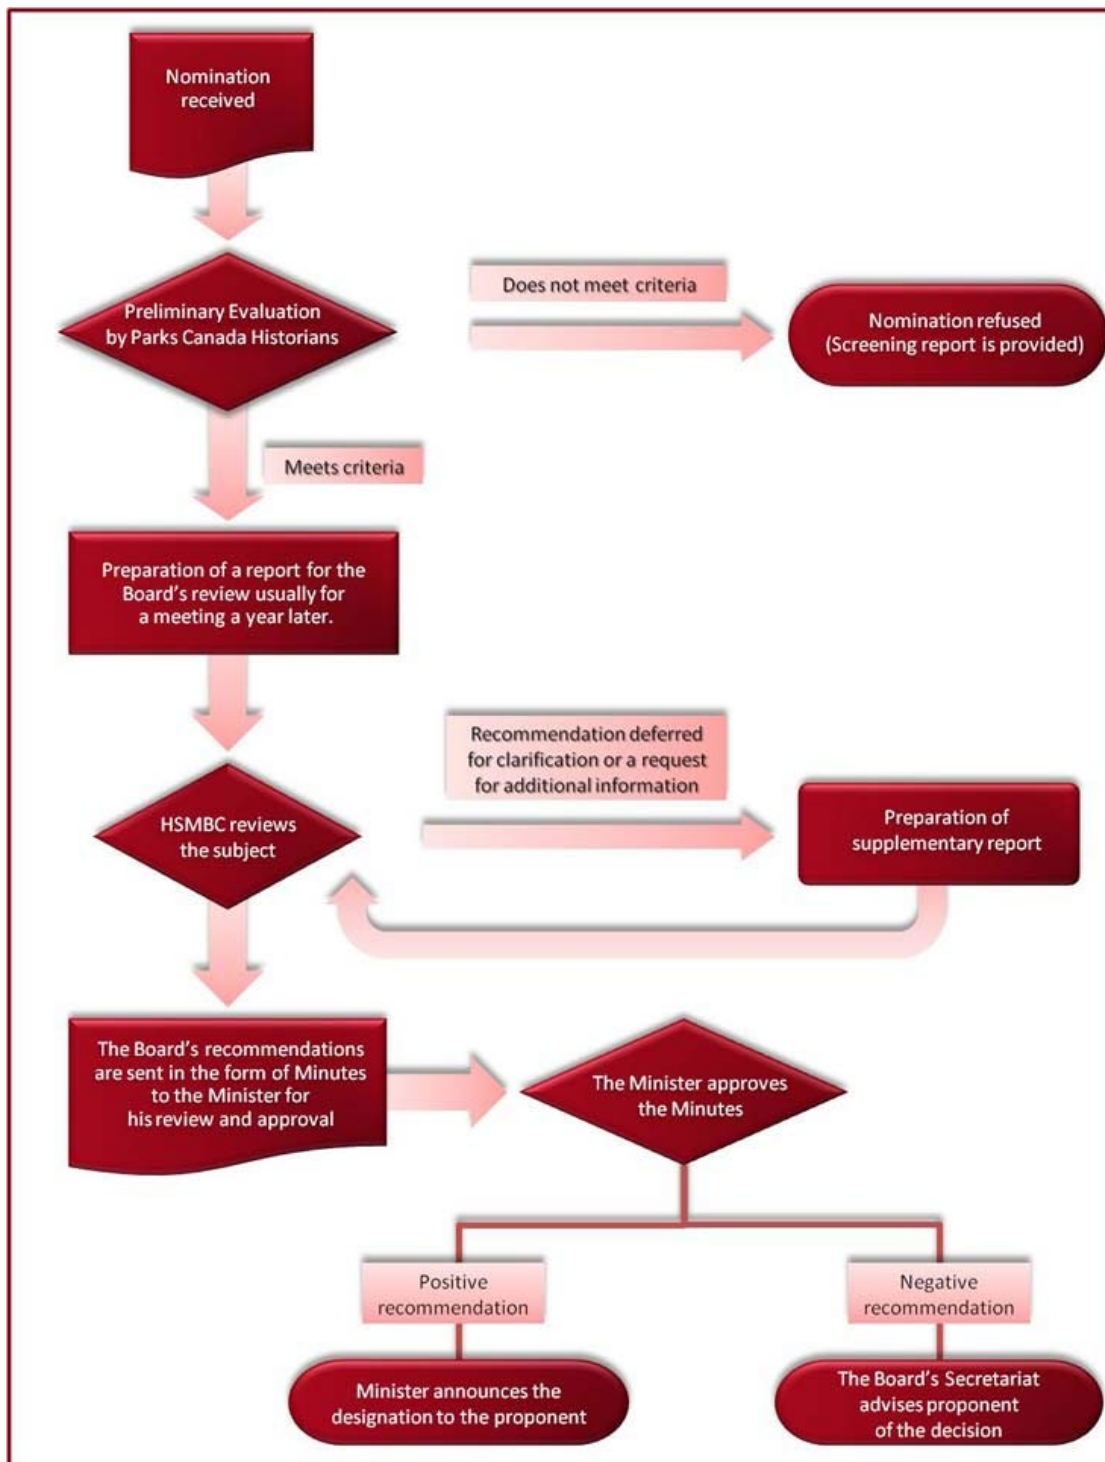 Nomination
received
Preliminary Evaluation
by Parks Canada Historians
Does not meet criteria
Nomination refused
(Screening report is provided)
Meets criteria
Preparation of a report for the
Board's review usually for
a meeting a year later.
HSMBC reviews
the subject
Recommendation deferred
for clarification or a request
for additional information
Preparation of
supplementary report
The Board's recommendations
are sent in the form of Minutes
to the Minister for
his review and approval
The Minister approves
the Minutes
Positive
recommendation
Negative
recommendation
Minister announces the
designation to the proponent
The Board's Secretariat
advises proponent
of the decision